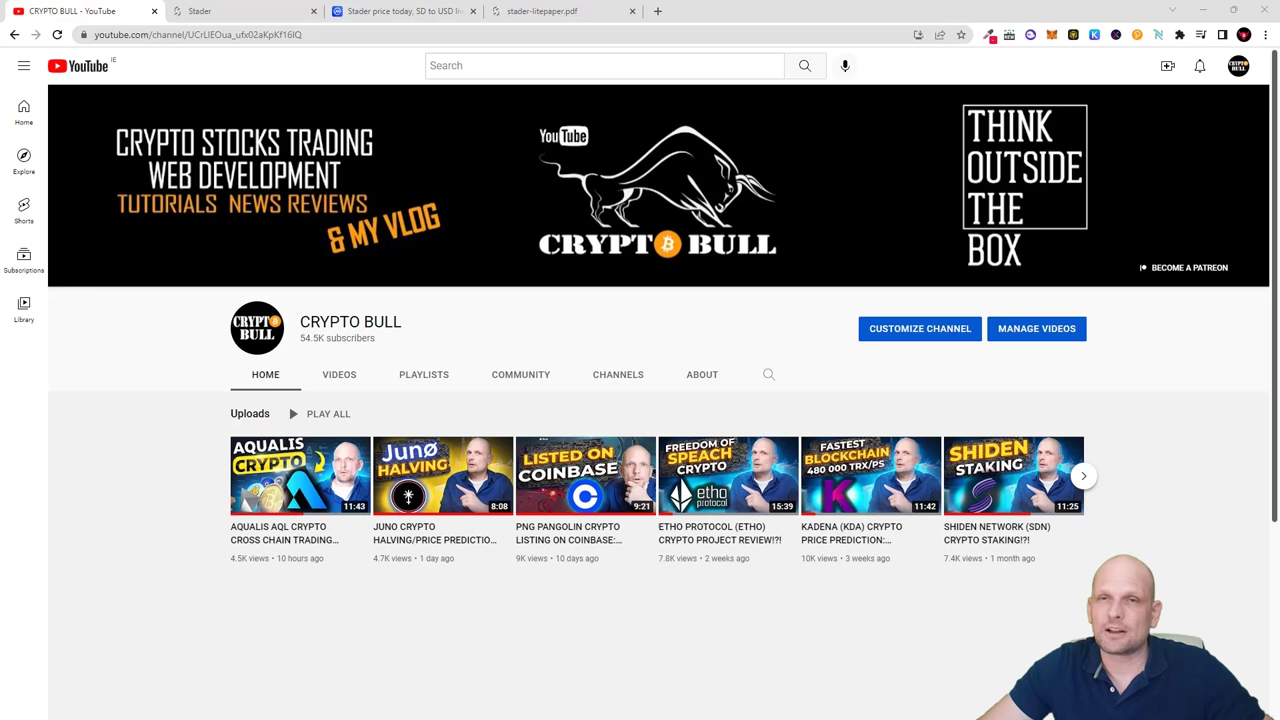 CRYPTO BULL - YouTube
Stader
Stader price today, SD to USD live
stader-litepaper.pdf
youtube.com/channel/UCrLlEOua_ufx02aKpKf16lQ
YouTube IE
Search
Home
Explore
Shorts
Subscriptions
Library
CRYPTO STOCKS TRADING
WEB DEVELOPMENT
TUTORIALS NEWS REVIEWS
& MY VLOG
YouTube
CRYPTO BULL
THINK
OUTSIDE
THE
BOX
BECOME A PATREON
CRYPTO BULL
CRYPTO BULL
54.5K subscribers
CUSTOMIZE CHANNEL
MANAGE VIDEOS
HOME
VIDEOS
PLAYLISTS
COMMUNITY
CHANNELS
ABOUT
Uploads
PLAY ALL
AQUALIS
CRYPTO
11:43
AQUALIS AQL CRYPTO
CROSS CHAIN TRADING...
4.5K views • 10 hours ago
Junø
HALVING
8:08
JUNO CRYPTO
HALVING/PRICE PREDICTIO...
4.7K views • 1 day ago
LISTED ON
COINBASE
9:21
PNG PANGOLIN CRYPTO
LISTING ON COINBASE:...
9K views • 10 days ago
FREEDOM OF
SPEACH
CRYPTO
etho
protocol
15:39
ETHO PROTOCOL (ETHO)
CRYPTO PROJECT REVIEW!?!
7.8K views • 2 weeks ago
FASTEST
BLOCKCHAIN
480 000 TRX/PS
11:42
KADENA (KDA) CRYPTO
PRICE PREDICTION:...
10K views • 3 weeks ago
SHIDEN
STAKING
11:25
SHIDEN NETWORK (SDN)
CRYPTO STAKING!?!
7.4K views • 1 month ago